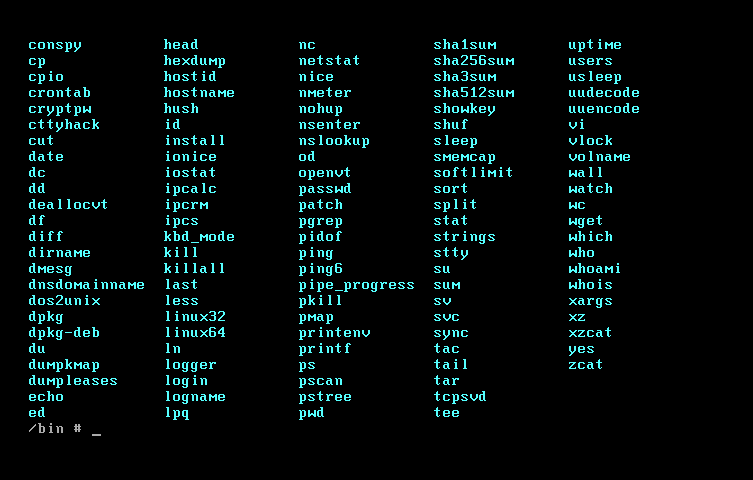 conspy head nc sha1sum uptime
cp hexdump netstat sha256sum users
cpio hostid nice sha3sum usleep
crontab hostname nmeter sha512sum uudecode
cryptpw hush nohup showkey uuencode
cttyhack id nsenter shuf vi
cut install nslookup sleep vlock
date ionice od smemcap volname
dc iostat openvt softlimit wall
dd ipcalc passwd sort watch
deallocvt ipcrm patch split wc
df ipcs pgrep stat wget
diff kbd_mode pidof strings which
dirname kill ping stty who
dmesg killall ping6 su whoami
dnsdomainname last pipe_progress sum whois
dos2unix less pkill sv xargs
dpkg linux32 pmap svc xz
dpkg-deb linux64 printenv sync xzcat
du ln printf tac yes
dumpkmap logger ps tail zcat
dumpleases login pscan tar
echo logname pstree tcpsvd
ed lpq pwd tee
/bin # _